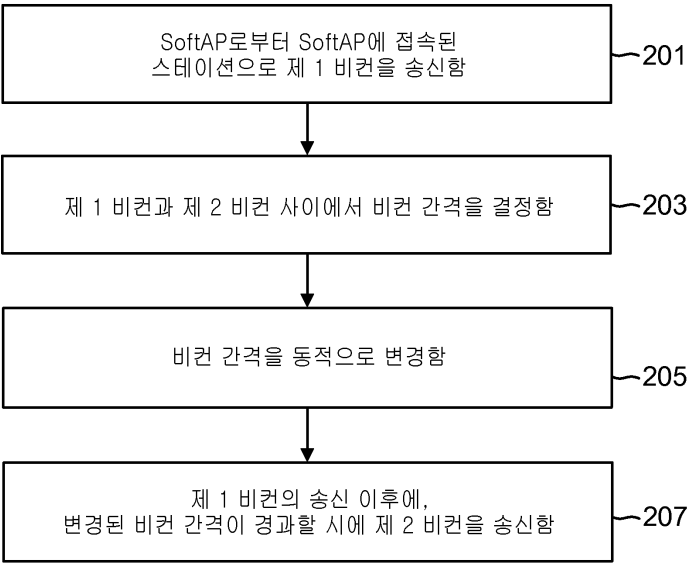 SoftAP로부터 SoftAP에 접속된
스테이션으로 제 1 비컨을 송신함
201
제 1 비컨과 제 2 비컨 사이에서 비컨 간격을 결정함
203
비컨 간격을 동적으로 변경함
205
제 1 비컨의 송신 이후에,
변경된 비컨 간격이 경과할 시에 제 2 비컨을 송신함
207